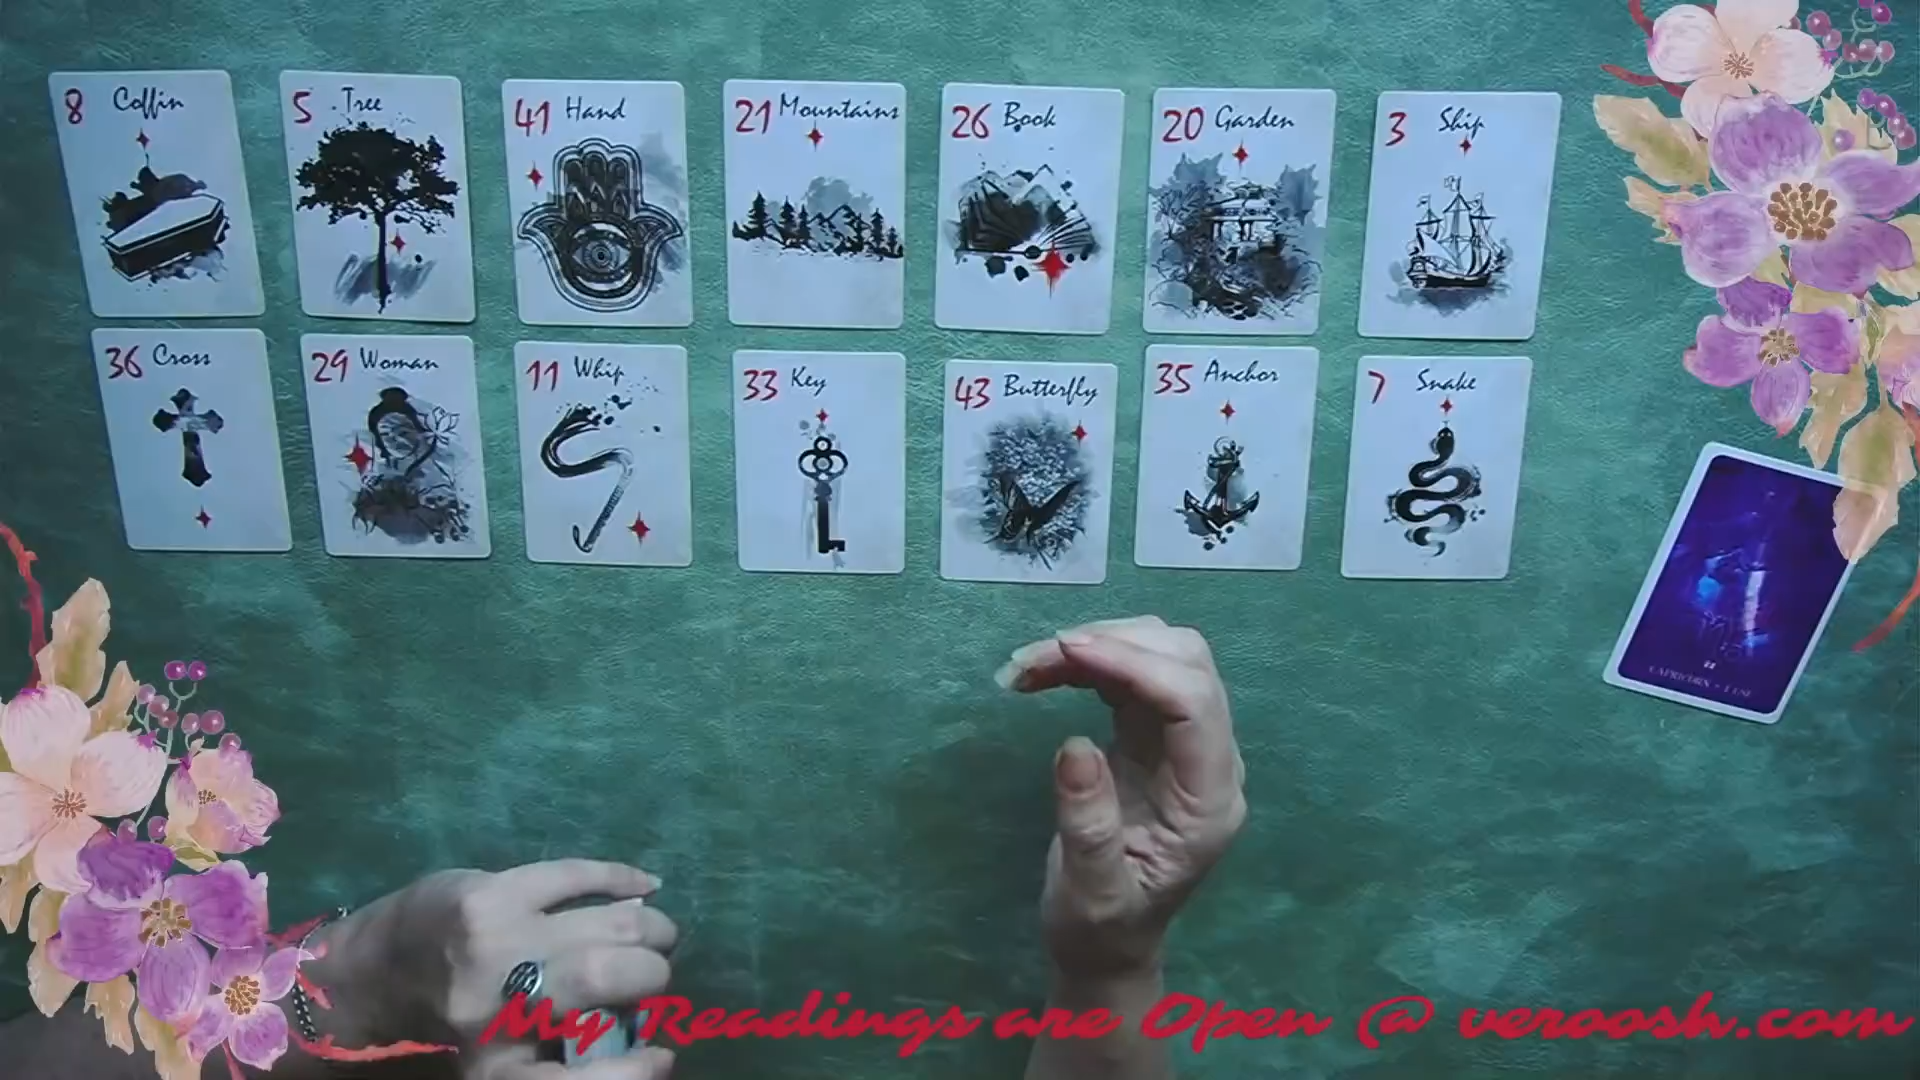 8 Coffin
5 Tree
41 Hand
21 Mountains
26 Book
20 Garden
3 Ship
36 Cross
29 Woman
11 Whip
33 Key
43 Butterfly
35 Anchor
7 Snake
CAPRICORN
My Readings are Open @ veroosh.com